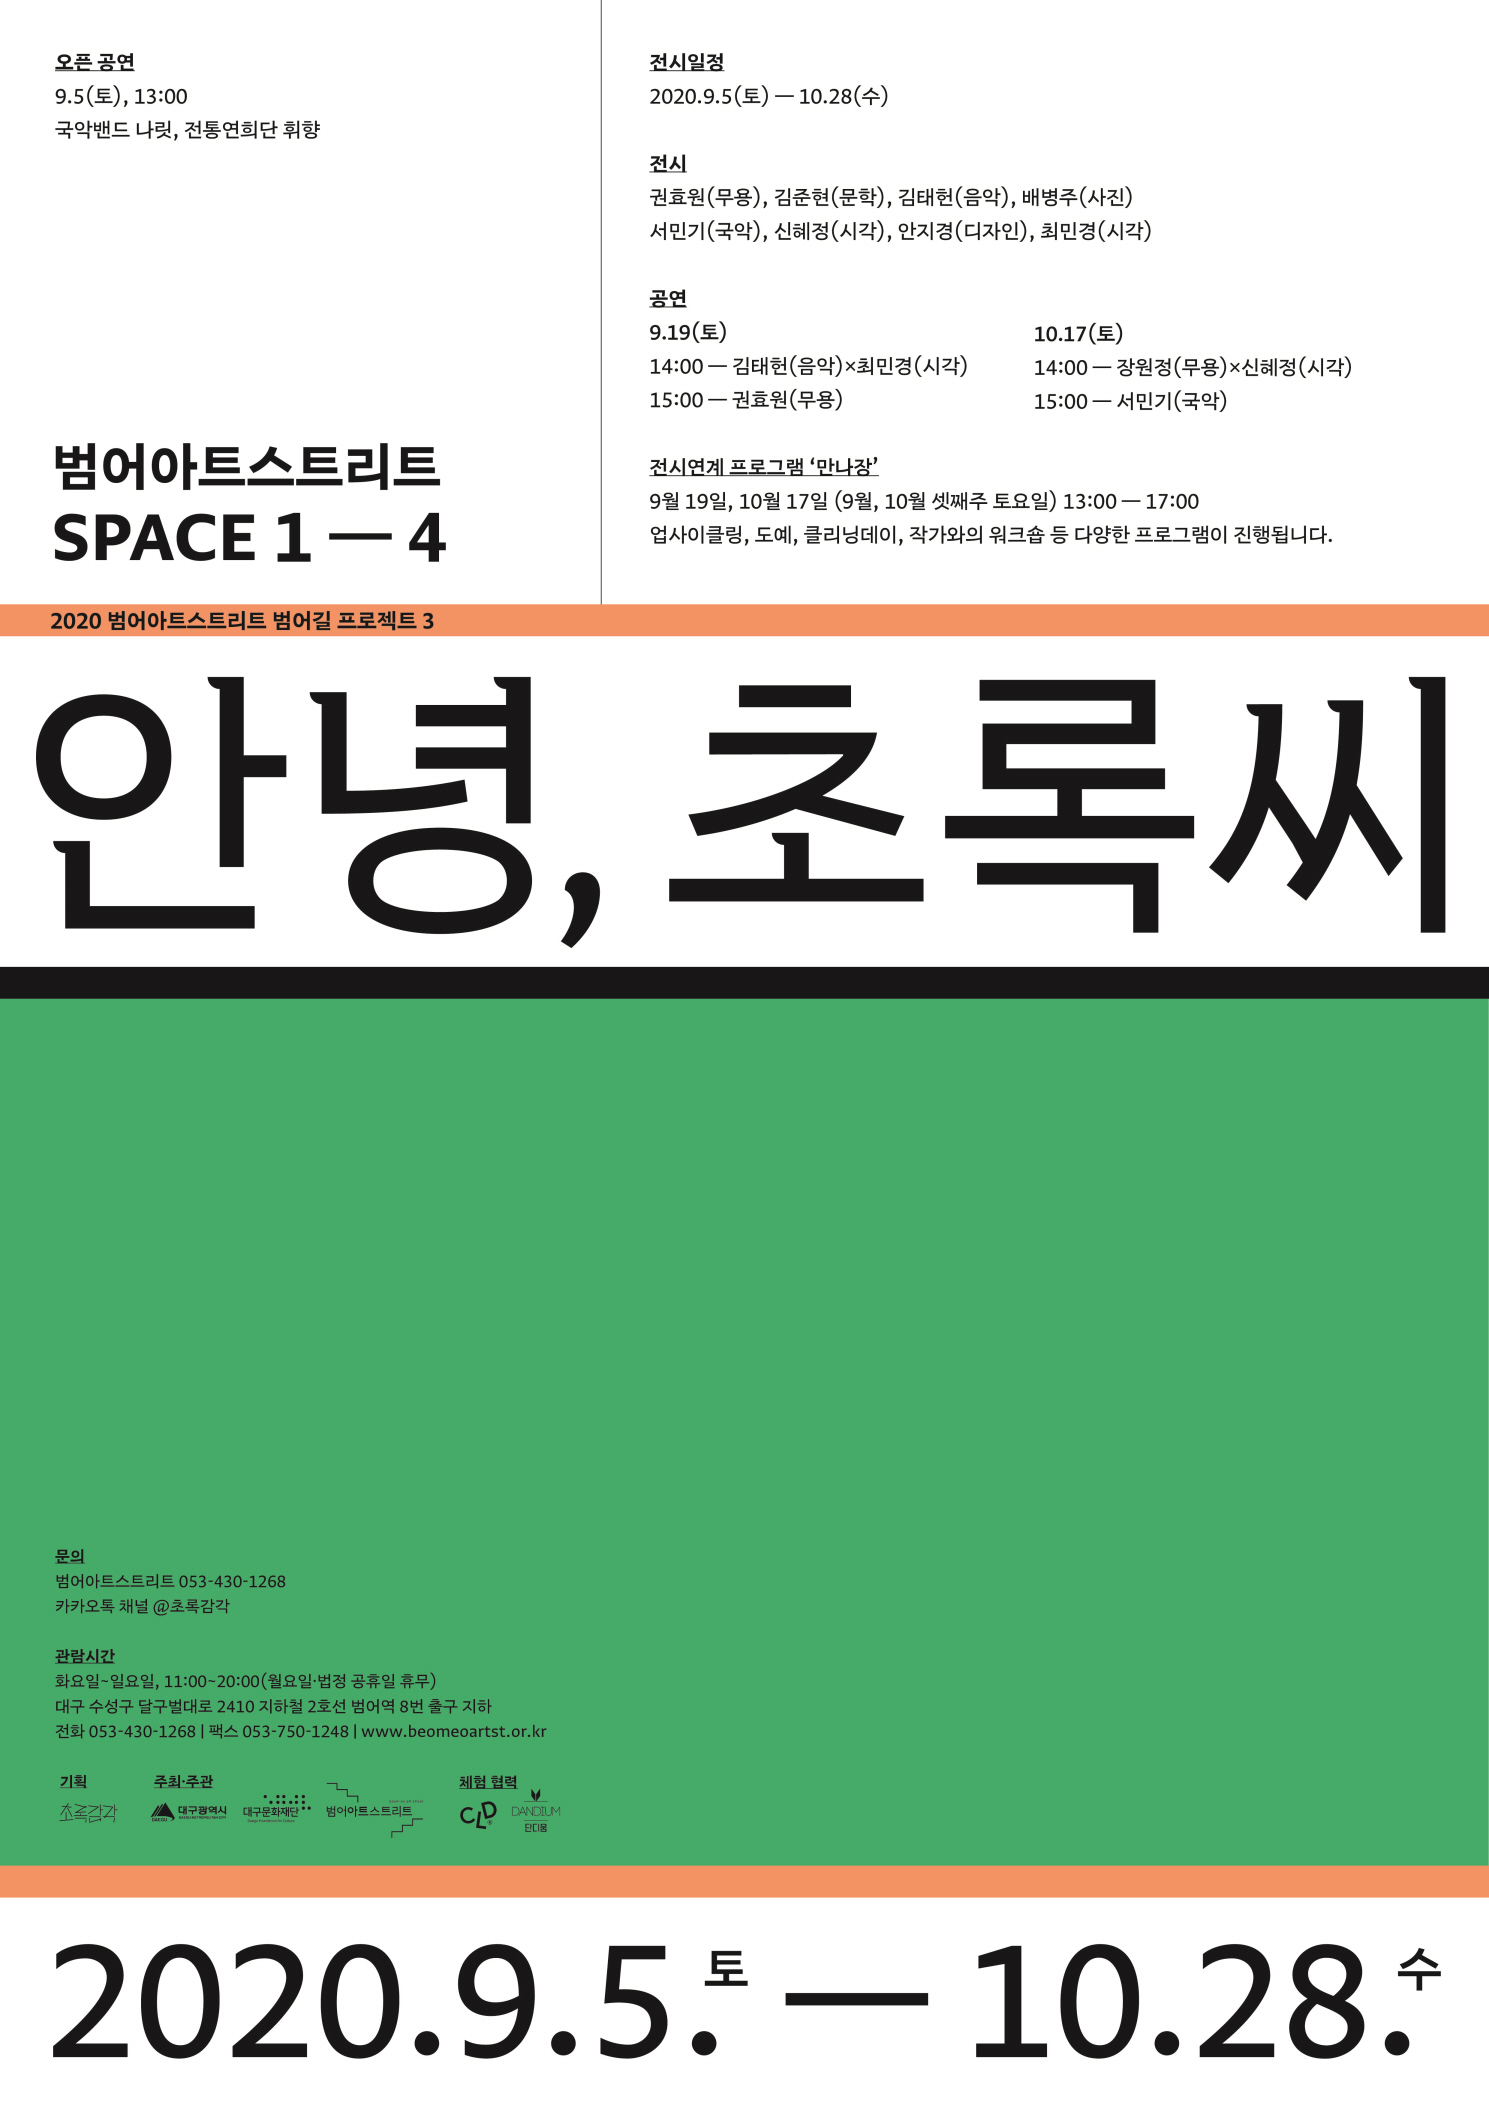 오픈 공연
9.5(토), 13:00
국악밴드 나릿, 전통연희단 휘향
범어아트스트리트
SPACE 1 — 4
전시일정
2020.9.5(토) — 10.28(수)
전시
권효원(무용), 김준현(문학), 김태헌(음악), 배병주(사진)
서민기(국악), 신혜정(시각), 안지경(디자인), 최민경(시각)
공연
9.19(토)
14:00 — 김태헌(음악)×최민경(시각)
15:00 — 권효원(무용)
10.17(토)
14:00 — 장원정(무용)×신혜정(시각)
15:00 — 서민기(국악)
전시연계 프로그램 ‘만나장’
9월 19일, 10월 17일 (9월, 10월 셋째주 토요일) 13:00 — 17:00
업사이클링, 도예, 클리닝데이, 작가와의 워크숍 등 다양한 프로그램이 진행됩니다.
2020 범어아트스트리트 범어길 프로젝트 3
안녕, 초록씨
문의
범어아트스트리트 053-430-1268
카카오톡 채널 @초록감각
관람시간
화요일~일요일, 11:00~20:00(월요일·법정 공휴일 휴무)
대구 수성구 달구벌대로 2410 지하철 2호선 범어역 8번 출구 지하
전화 053-430-1268 | 팩스 053-750-1248 | www.beomeoartst.or.kr
기획
초록감각
주최·주관
대구광역시
DAEGU
대구문화재단
범어아트스트리트
체험 협력
CLD
DANDIUM
단디움
2020.9.5.토 — 10.28.수